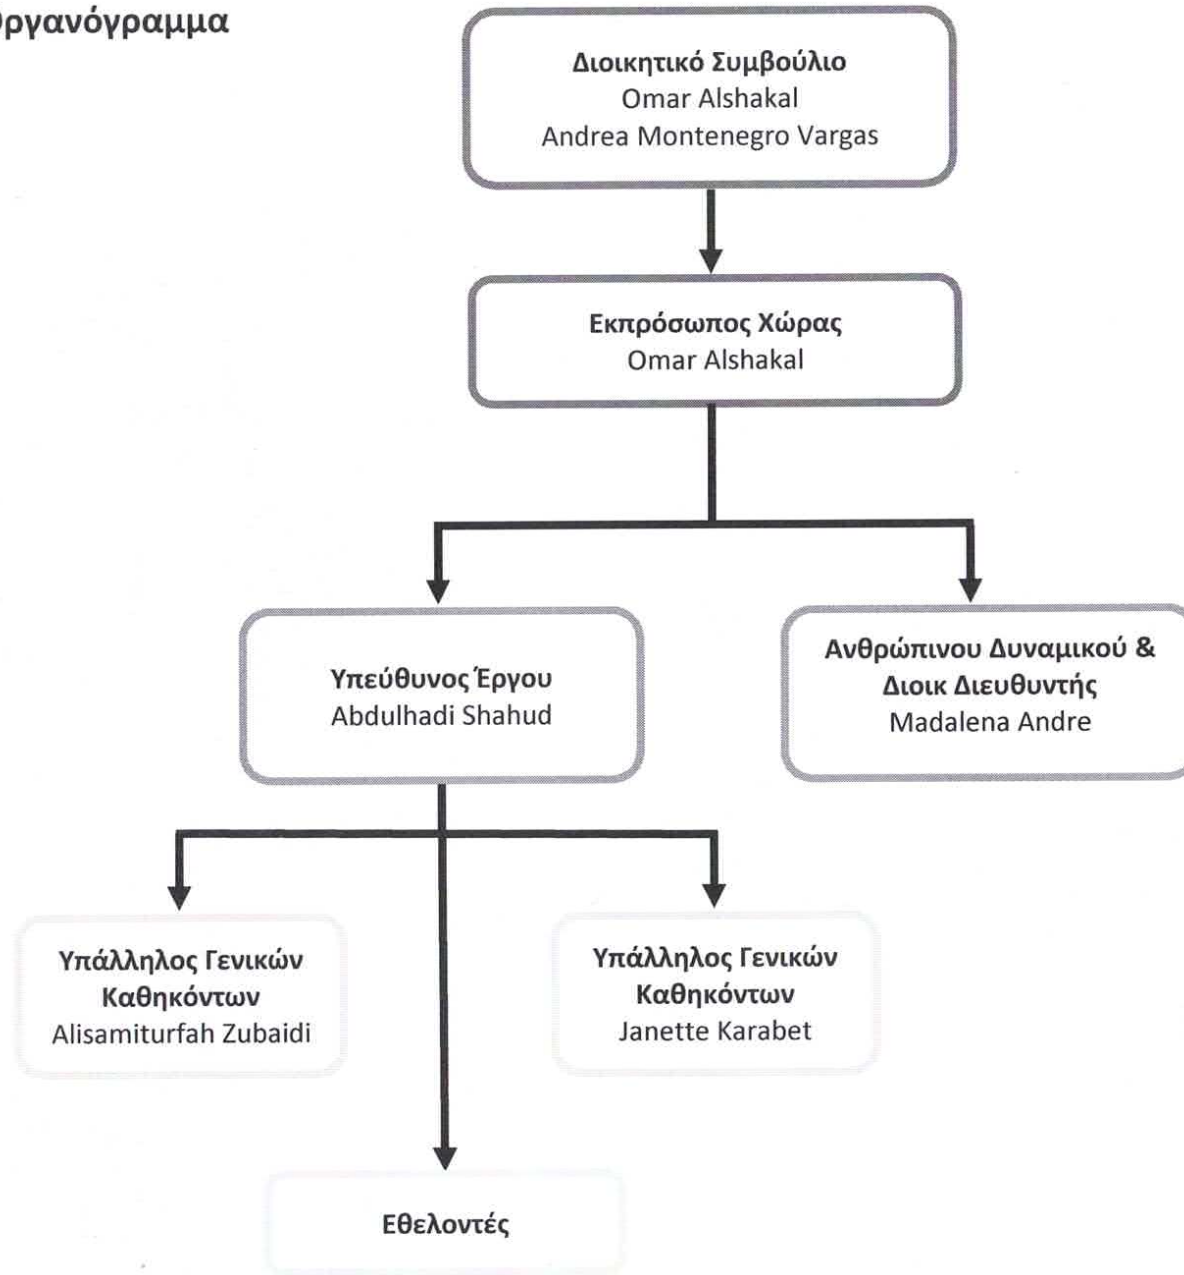 Οργανόγραμμα
Διοικητικό Συμβούλιο
Omar Alshakal
Andrea Montenegro Vargas
Εκπρόσωπος Χώρας
Omar Alshakal
Υπεύθυνος Έργου
Abdulhadi Shahud
Ανθρώπινου Δυναμικού &
Διοικ Διευθυντής
Madalena Andre
Υπάλληλος Γενικών
Καθηκόντων
Alisamiturfah Zubaidi
Υπάλληλος Γενικών
Καθηκόντων
Janette Karabet
Εθελοντές